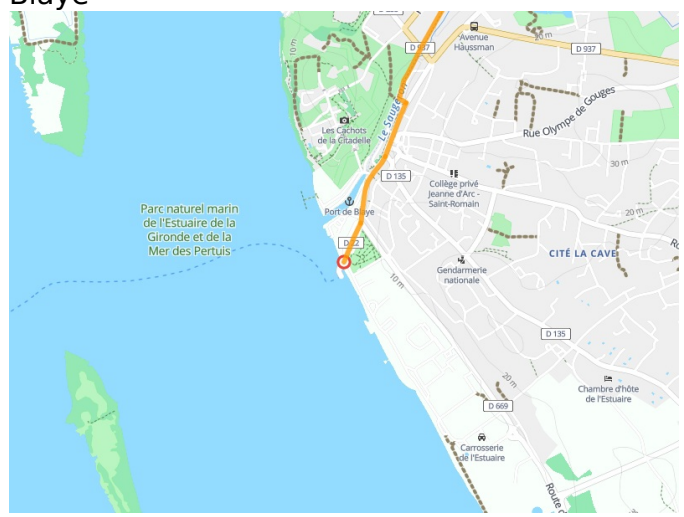 Blaye
D 937
Avenue
Haussman
30 m
D 937
10 m
Le Saugeron
Rue Olympe de Gouges
Les Cachots
de la Citadelle
30 m
D 135
Collège privé
Jeanne d'Arc -
Saint-Romain
Port de Blaye
20 m
Parc naturel marin
de l'Estuaire de la
Gironde et de la
Mer des Pertuis
D 22
CITÉ LA CAVE
Gendarmerie
nationale
10 m
D 135
20 m
Chambre d'hôte
de l'Estuaire
D 669
Carrosserie
de l'Estuaire
Route